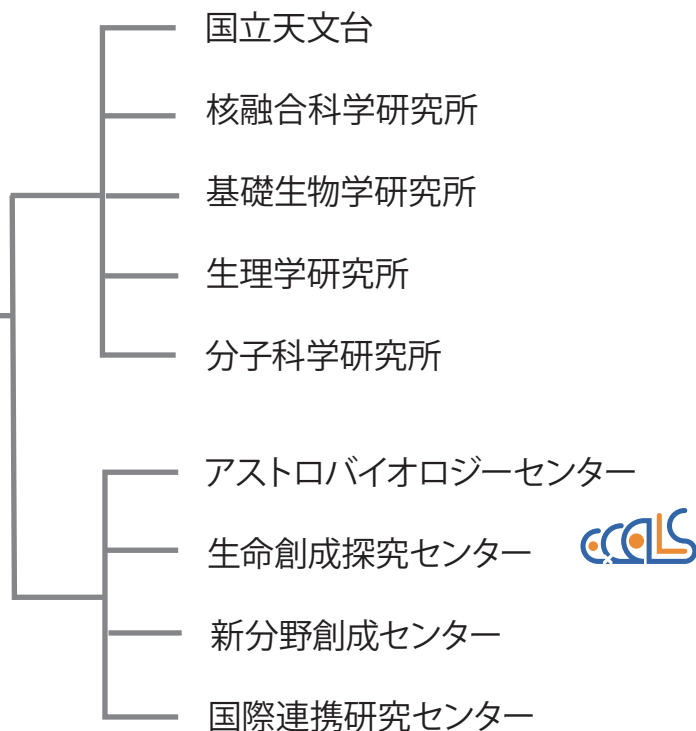 国立天文台
核融合科学研究所
基礎生物学研究所
生理学研究所
分子科学研究所
アストロバイオロジーセンター
生命創成探究センター
新分野創成センター
国際連携研究センター